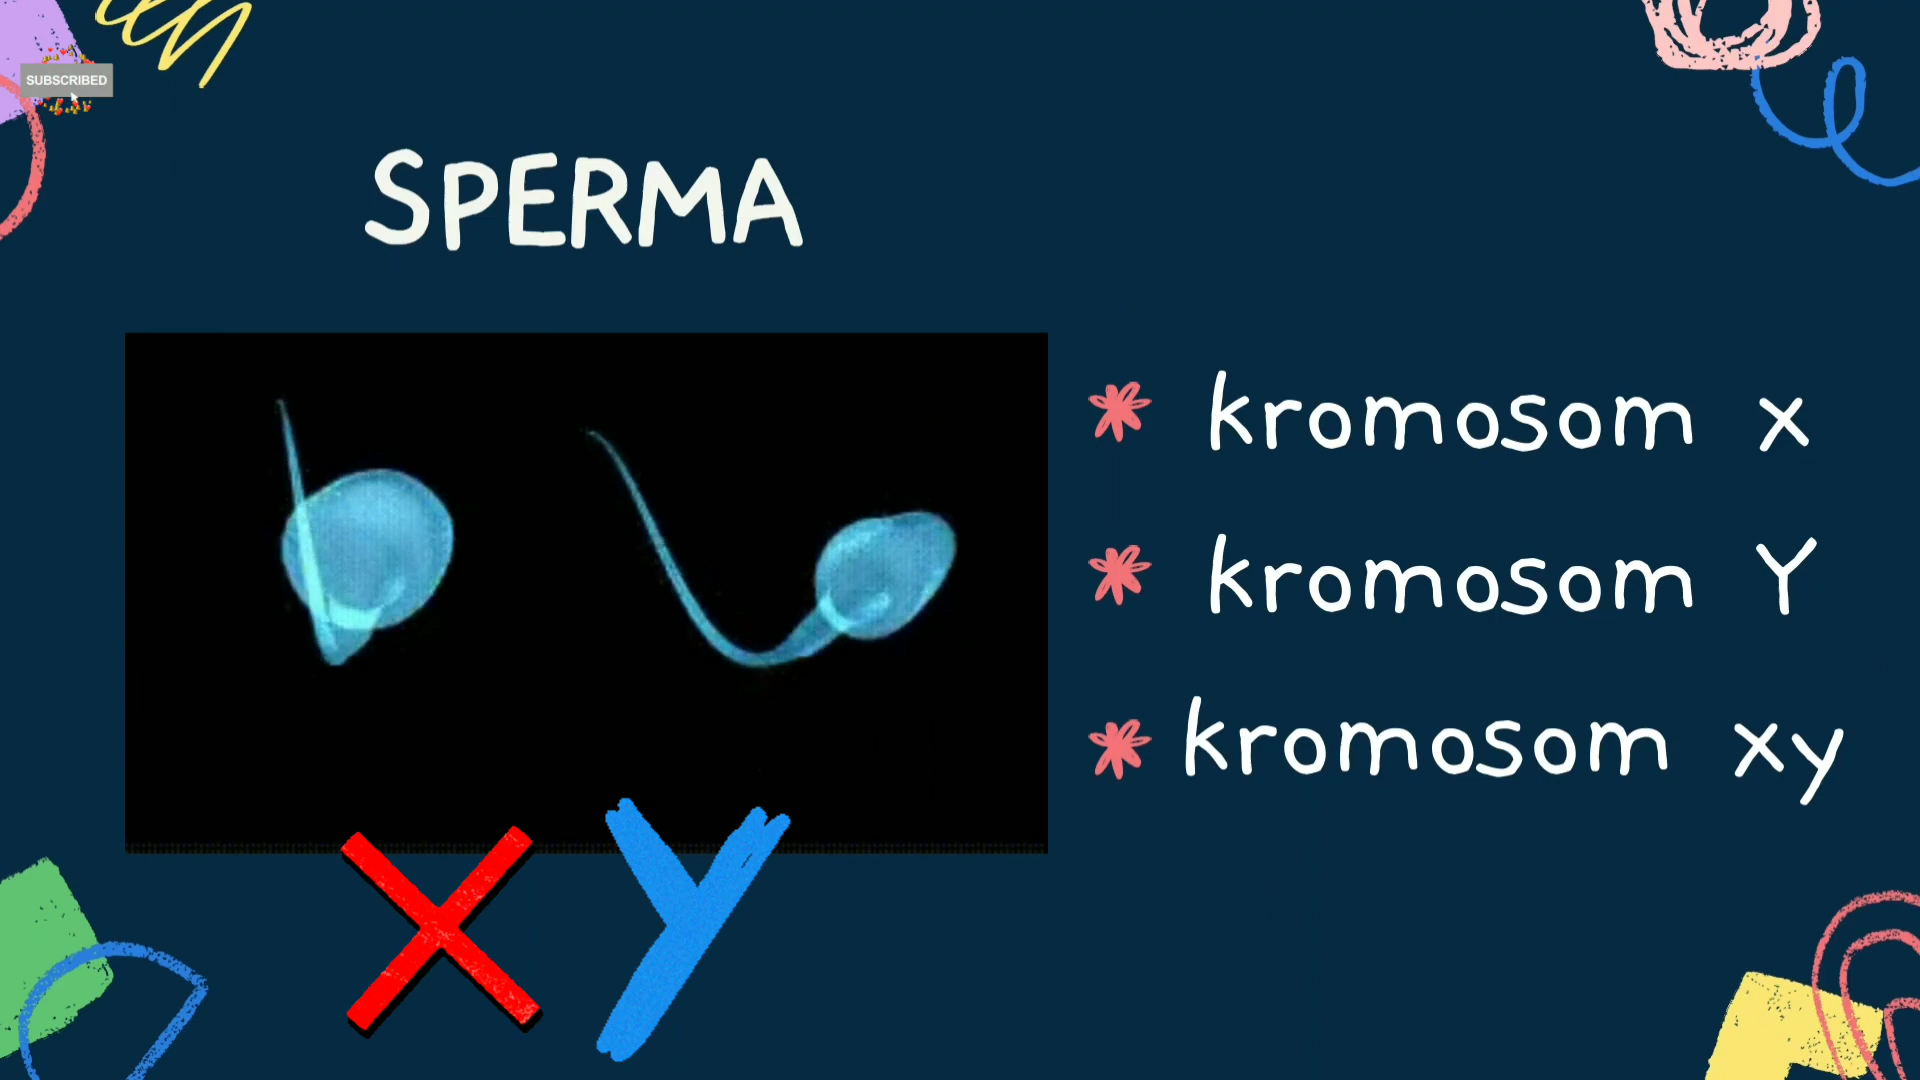 SUBSCRIBED
SPERMA
kromosom x
kromosom Y
kromosom xy
X Y